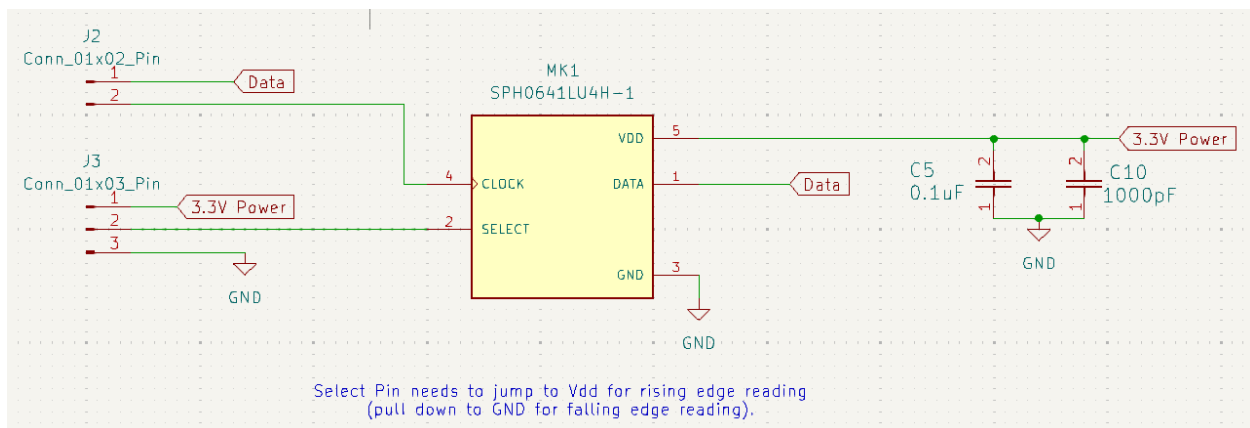 J2
Conn_01x02_Pin
1
Data
2
J3
Conn_01x03_Pin
1
3.3V Power
2
3
GND
MK1
SPH0641LU4H-1
VDD
5
4
CLOCK
DATA
1
Data
2
SELECT
GND
3
GND
3.3V Power
C5
0.1uF
2
1
C10
1000pF
2
1
GND
Select Pin needs to jump to Vdd for rising edge reading
(pull down to GND for falling edge reading).